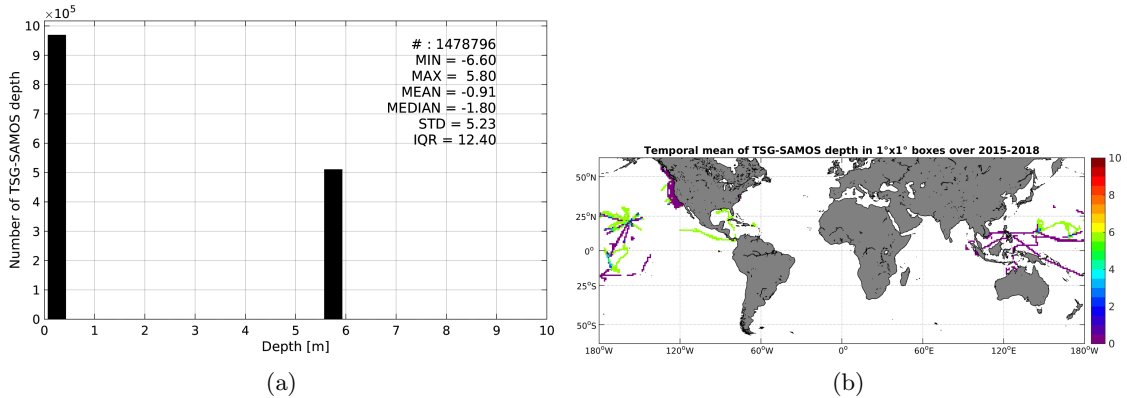 ×10⁵
10
9
8
7
6
5
4
3
2
1
0
Number of TSG-SAMOS depth
# : 1478796
MIN = -6.60
MAX = 5.80
MEAN = -0.91
MEDIAN = -1.80
STD = 5.23
IQR = 12.40
0 1 2 3 4 5 6 7 8 9 10
Depth [m]
(a)
Temporal mean of TSG-SAMOS depth in 1°x1° boxes over 2015-2018
50°N
25°N
0°
25°S
50°S
180°W 120°W 60°W 0° 60°E 120°E 180°W
10
8
6
4
2
0
(b)